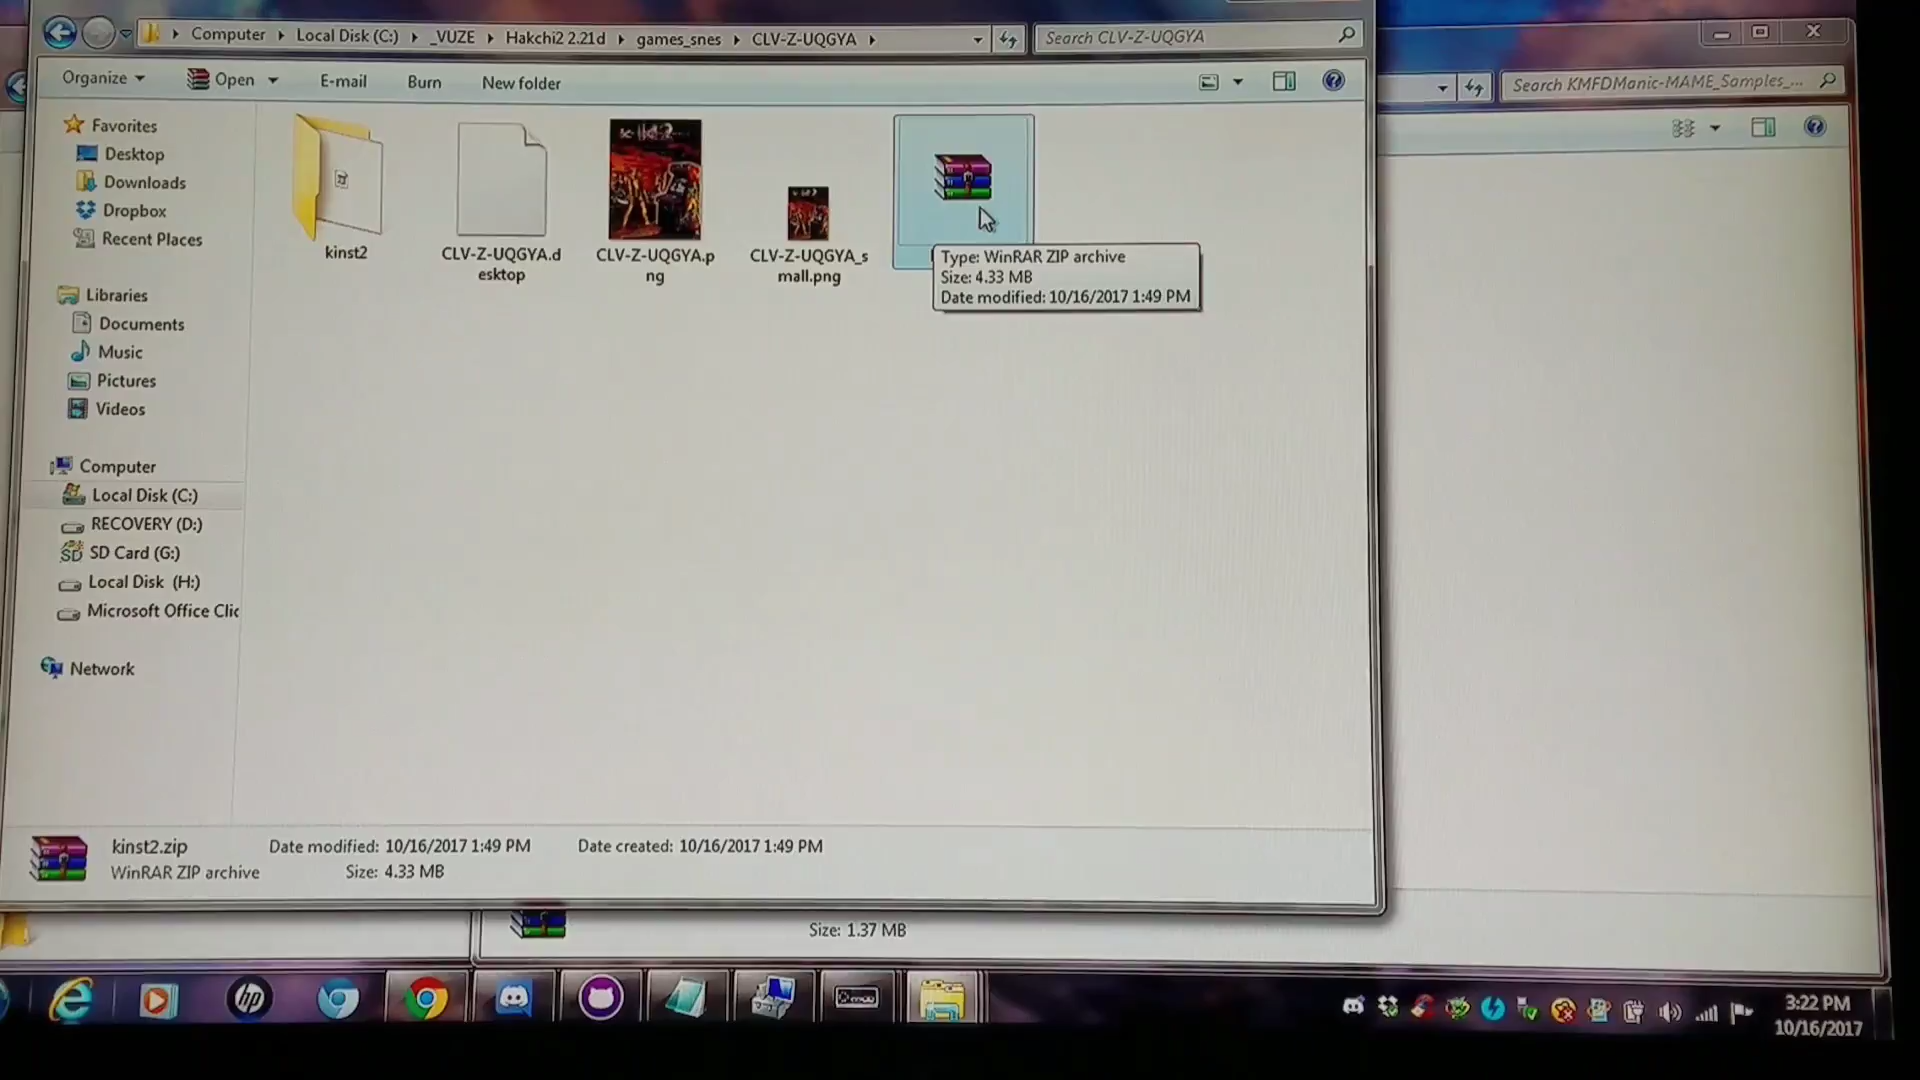 Computer Local Disk (C:) _VUZE Hakchi2 2.21d games_snes CLV-Z-UQGYA
Search CLV-Z-UQGYA
Search KMFDManic-MAME_Samples_...
Organize Open E-mail Burn New folder
Favorites
Desktop
Downloads
Dropbox
Recent Places
Libraries
Documents
Music
Pictures
Videos
Computer
Local Disk (C:)
RECOVERY (D:)
SD Card (G:)
Local Disk (H:)
Microsoft Office Clic
Network
kinst2
CLV-Z-UQGYA.d
esktop
CLV-Z-UQGYA.p
ng
CLV-Z-UQGYA_s
mall.png
Type: WinRAR ZIP archive
Size: 4.33 MB
Date modified: 10/16/2017 1:49 PM
kinst2.zip Date modified: 10/16/2017 1:49 PM Date created: 10/16/2017 1:49 PM
WinRAR ZIP archive Size: 4.33 MB
Size: 1.37 MB
hp
3:22 PM
10/16/2017